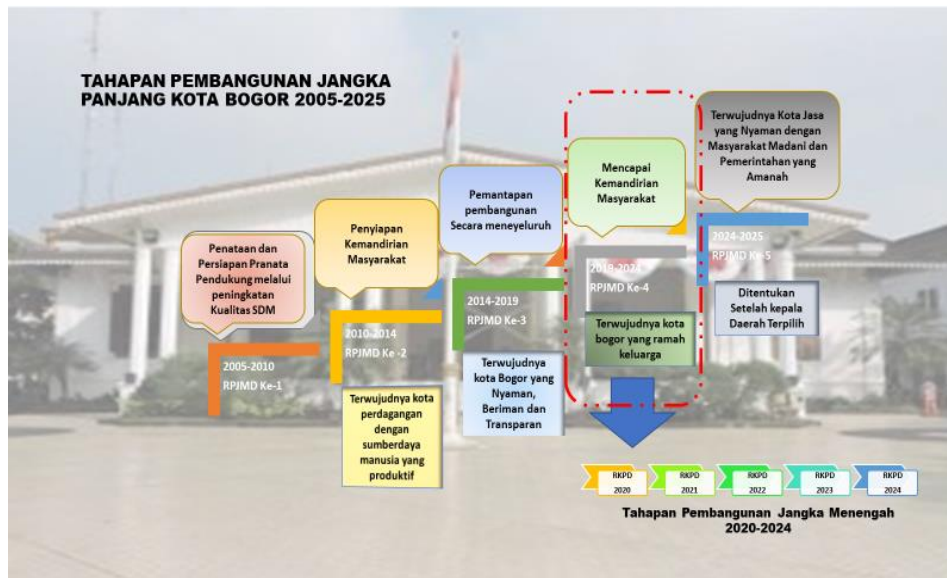 TAHAPAN PEMBANGUNAN JANGKA
PANJANG KOTA BOGOR 2005-2025
Penataan dan
Persiapan Pranata
Pendukung melalui
peningkatan
Kualitas SDM
2005-2010
RPJMD Ke-1
Penyiapan
Kemandirian
Masyarakat
2010-2014
RPJMD Ke -2
Terwujudnya kota
perdagangan
dengan
sumberdaya
manusia yang
produktif
Pemantapan
pembangunan
Secara meneyeluruh
2014-2019
RPJMD Ke-3
Terwujudnya
kota Bogor yang
Nyaman,
Beriman dan
Transparan
Mencapai
Kemandirian
Masyarakat
2019-2024
RPJMD Ke-4
Terwujudnya kota
bogor yang ramah
keluarga
Terwujudnya Kota Jasa
yang Nyaman dengan
Masyarakat Madani dan
Pemerintahan yang
Amanah
2024-2025
RPJMD Ke-5
Ditentukan
Setelah kepala
Daerah Terpilih
RKPD
2020
RKPD
2021
RKPD
2022
RKPD
2023
RKPD
2024
Tahapan Pembangunan Jangka Menengah
2020-2024